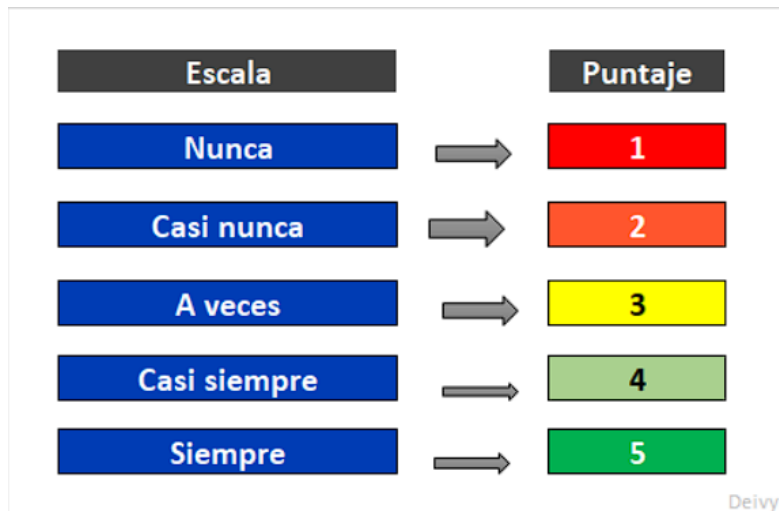 Escala Puntaje
Nunca 1
Casi nunca 2
A veces 3
Casi siempre 4
Siempre 5
Deivy